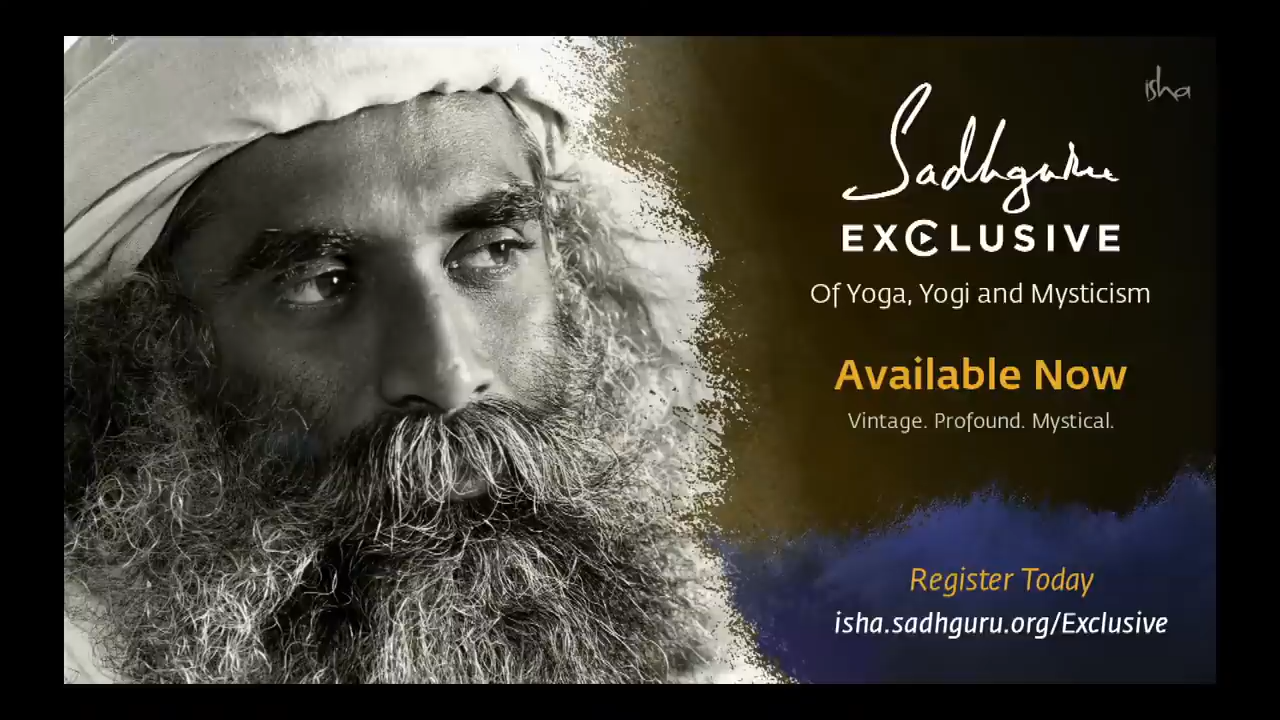 isha
Sadhguru
EXCLUSIVE
Of Yoga, Yogi and Mysticism
Available Now
Vintage. Profound. Mystical.
Register Today
isha.sadhguru.org/Exclusive